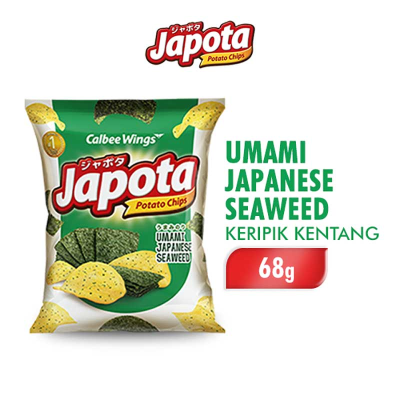 ジャポタ
Japota
Potato Chips
1
Calbee Wings
ジャポタ
Japota
Potato Chips
UMAMI
JAPANESE
SEAWEED
UMAMI
JAPANESE
SEAWEED
KERIPIK KENTANG
68g